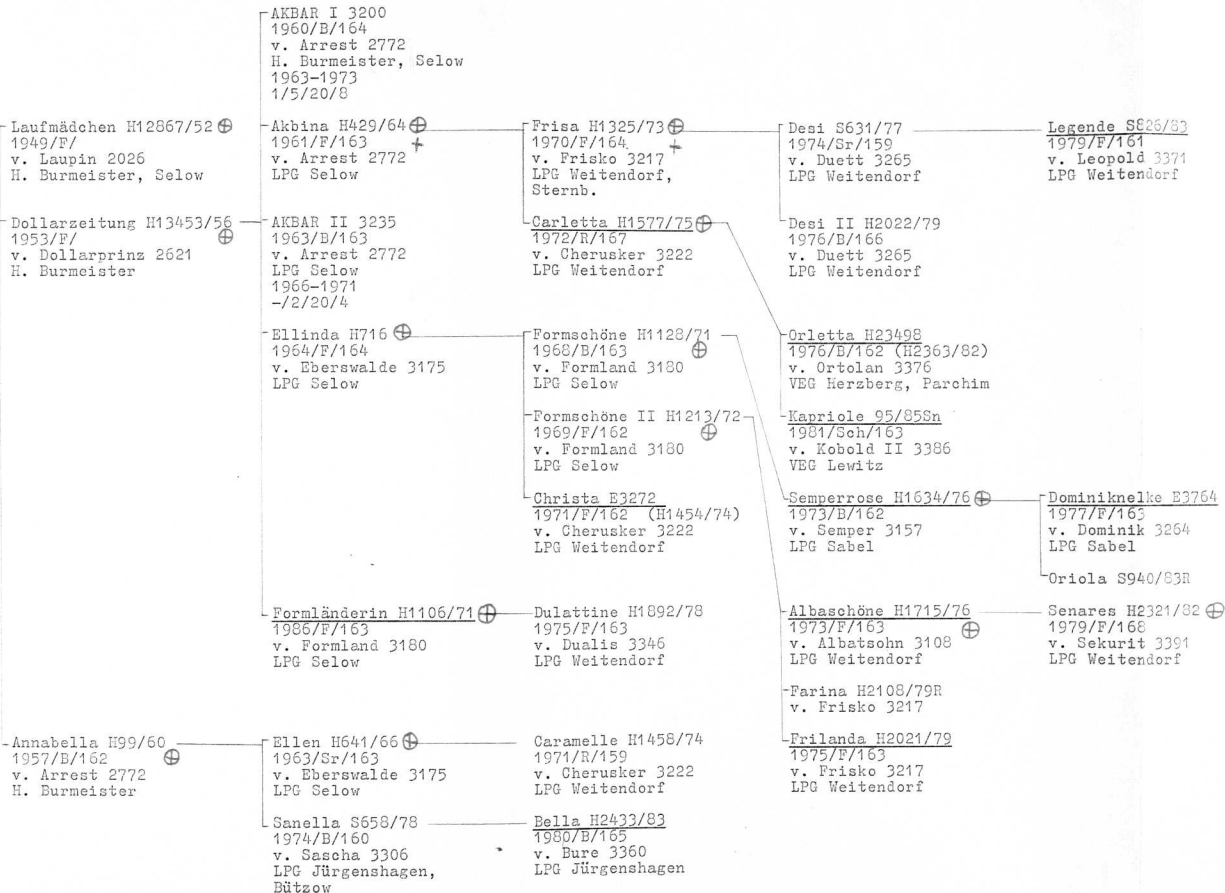 AKBAR I 3200
1960/B/164
v. Arrest 2772
H. Burmeister, Selow
1963-1973
1/5/20/8
Laufmädchen H12867/52
1949/F/
v. Laupin 2026
H. Burmeister, Selow
Akbina H429/64
1961/F/163
v. Arrest 2772
LPG Selow
Frisa H1325/73
1970/F/164
v. Frisko 3217
LPG Weitendorf,
Sternb.
Desi S631/77
1974/Sr/159
v. Duett 3265
LPG Weitendorf
Legende S826/83
1979/F/161
v. Leopold 3371
LPG Weitendorf
Dollarzeitung H13453/56
1953/F/
v. Dollarprinz 2621
H. Burmeister
AKBAR II 3235
1963/B/163
v. Arrest 2772
LPG Selow
1966-1971
-/2/20/4
Carletta H1577/75
1972/R/167
v. Cherusker 3222
LPG Weitendorf
Desi II H2022/79
1976/B/166
v. Duett 3265
LPG Weitendorf
Ellinda H716
1964/F/164
v. Eberswalde 3175
LPG Selow
Formschöne H1128/71
1968/B/163
v. Formland 3180
LPG Selow
Orletta H23498
1976/B/162 (H2363/82)
v. Ortolan 3376
VEG Herzberg, Parchim
Formschöne II H1213/72
1969/F/162
v. Formland 3180
LPG Selow
Kapriole 95/85Sn
1981/Sch/163
v. Kobold II 3386
VEG Lewitz
Christa E3272
1971/F/162 (H1454/74)
v. Cherusker 3222
LPG Weitendorf
Semperrose H1634/76
1973/B/162
v. Semper 3157
LPG Sabel
Dominiknelke E3764
1977/F/163
v. Dominik 3264
LPG Sabel
Oriola S940/83R
Formländerin H1106/71
1986/F/163
v. Formland 3180
LPG Selow
Dulattine H1892/78
1975/F/163
v. Dualis 3346
LPG Weitendorf
Albaschöne H1715/76
1973/F/163
v. Albatsohn 3108
LPG Weitendorf
Senares H2321/82
1979/F/168
v. Sekurit 3391
LPG Weitendorf
Farina H2108/79R
v. Frisko 3217
Annabella H99/60
1957/B/162
v. Arrest 2772
H. Burmeister
Ellen H641/66
1963/Sr/163
v. Eberswalde 3175
LPG Selow
Caramelle H1458/74
1971/R/159
v. Cherusker 3222
LPG Weitendorf
Frilanda H2021/79
1975/F/163
v. Frisko 3217
LPG Weitendorf
Sanella S658/78
1974/B/160
v. Sascha 3306
LPG Jürgenshagen,
Bützow
Bella H2433/83
1980/B/165
v. Bure 3360
LPG Jürgenshagen